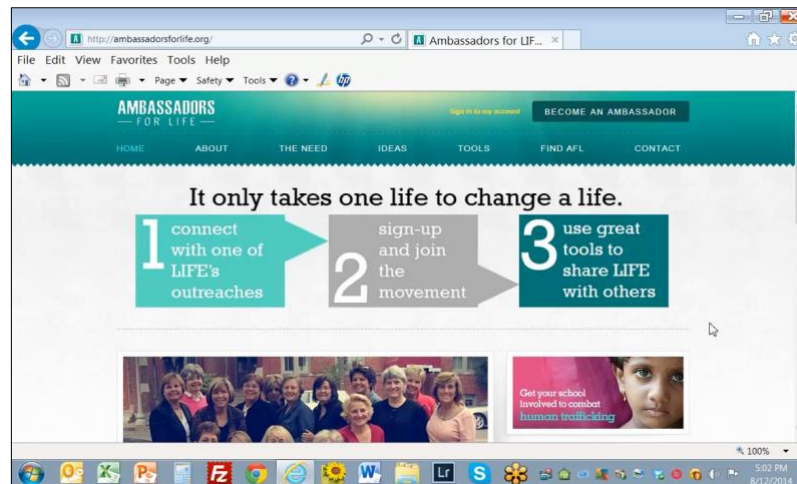 http://ambassadorsforlife.org/
Ambassadors for LIF...
File Edit View Favorites Tools Help
Page Safety Tools
AMBASSADORS
FOR LIFE
Sign in to my account
BECOME AN AMBASSADOR
HOME ABOUT THE NEED IDEAS TOOLS FIND AFL CONTACT
It only takes one life to change a life.
1
connect
with one of
LIFE's
outreaches
2
sign-up
and join
the
movement
3
use great
tools to
share LIFE
with others
Get your school
involved to combat
human trafficking
100%
5:02 PM
8/12/2014